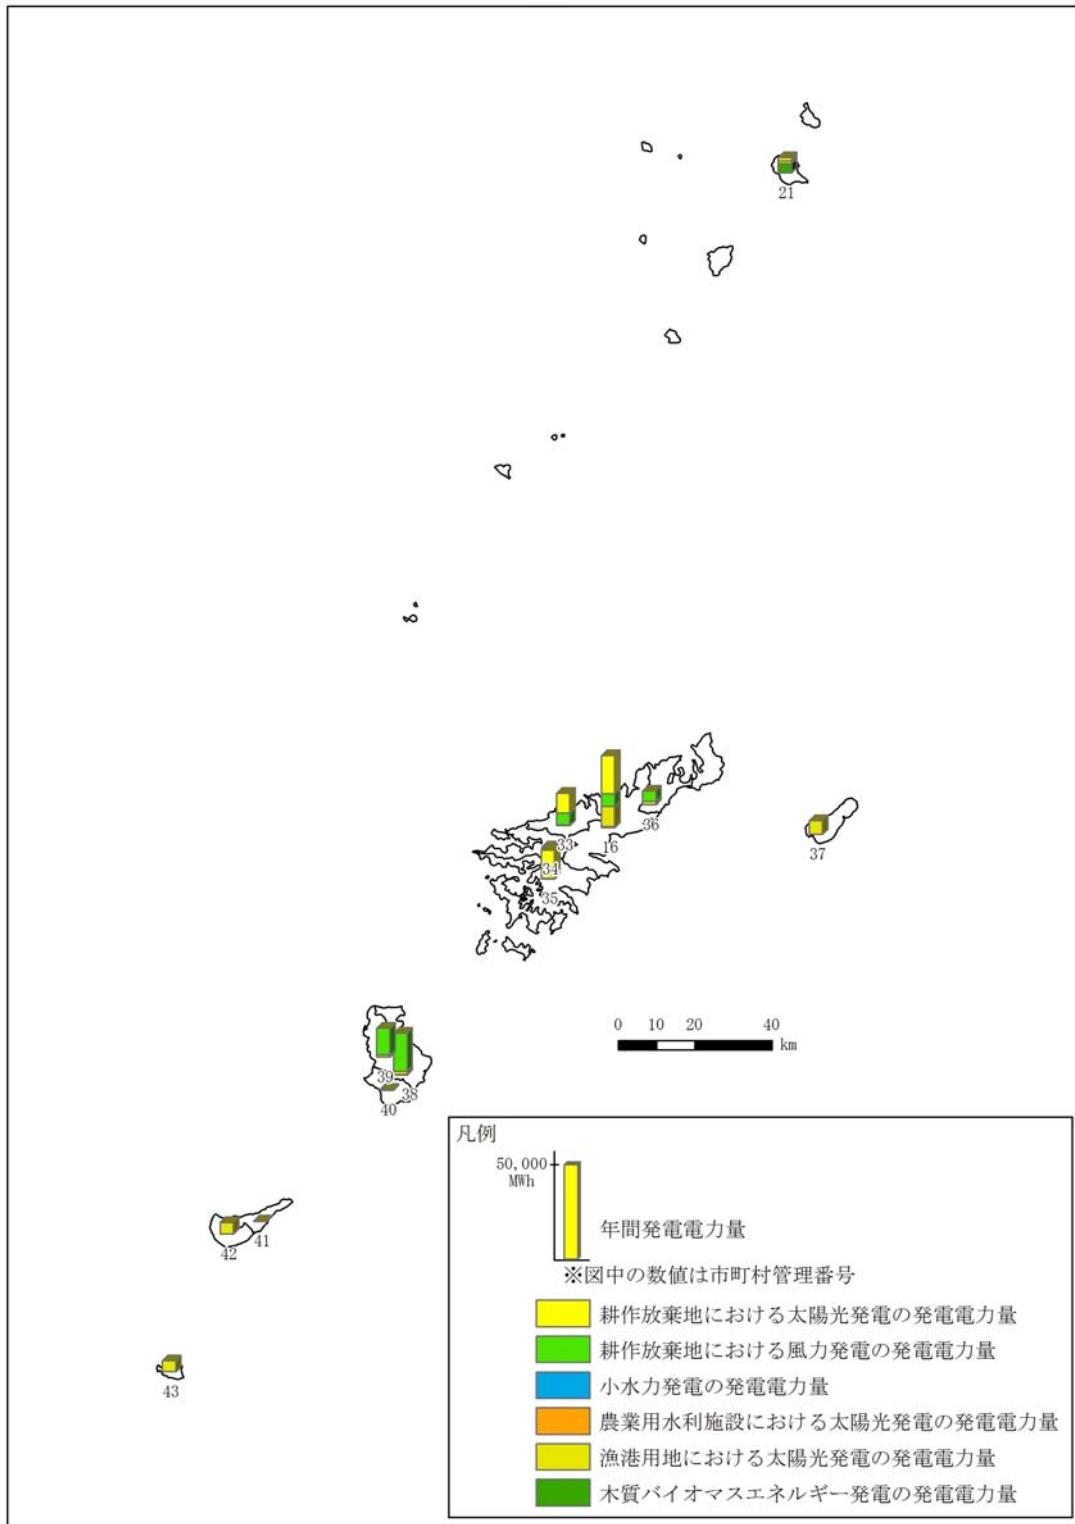 21
33
16
36
37
34
35
0 10 20 40
km
39
38
40
41
42
43
凡例
50,000
MWh
年間発電電力量
※図中の数値は市町村管理番号
耕作放棄地における太陽光発電の発電電力量
耕作放棄地における風力発電の発電電力量
小水力発電の発電電力量
農業用水利施設における太陽光発電の発電電力量
漁港用地における太陽光発電の発電電力量
木質バイオマスエネルギー発電の発電電力量